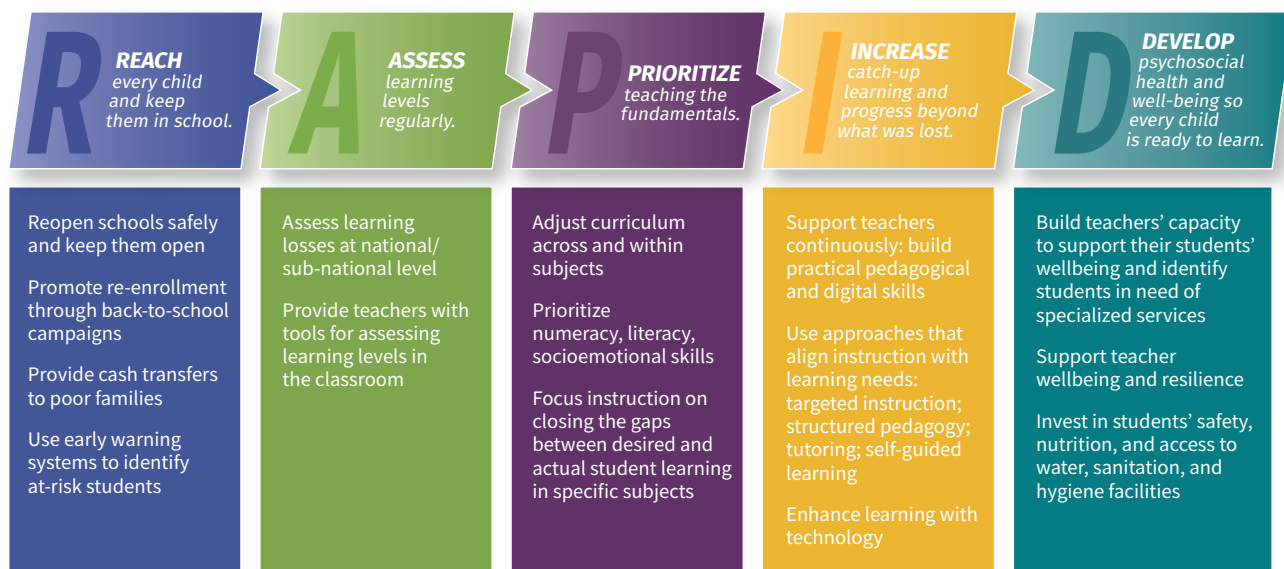 R
REACH
every child
and keep
them in school.
A
ASSESS
learning
levels
regularly.
P
PRIORITIZE
teaching the
fundamentals.
I
INCREASE
catch-up
learning and
progress beyond
what was lost.
D
DEVELOP
psychosocial
health and
well-being so
every child
is ready to learn.
Reopen schools safely
and keep them open
Promote re-enrollment
through back-to-school
campaigns
Provide cash transfers
to poor families
Use early warning
systems to identify
at-risk students
Assess learning
losses at national/
sub-national level
Provide teachers with
tools for assessing
learning levels in
the classroom
Adjust curriculum
across and within
subjects
Prioritize
numeracy, literacy,
socioemotional skills
Focus instruction on
closing the gaps
between desired and
actual student learning
in specific subjects
Support teachers
continuously: build
practical pedagogical
and digital skills
Use approaches that
align instruction with
learning needs:
targeted instruction;
structured pedagogy;
tutoring; self-guided
learning
Enhance learning with
technology
Build teachers’ capacity
to support their students’
wellbeing and identify
students in need of
specialized services
Support teacher
wellbeing and resilience
Invest in students’ safety,
nutrition, and access to
water, sanitation, and
hygiene facilities